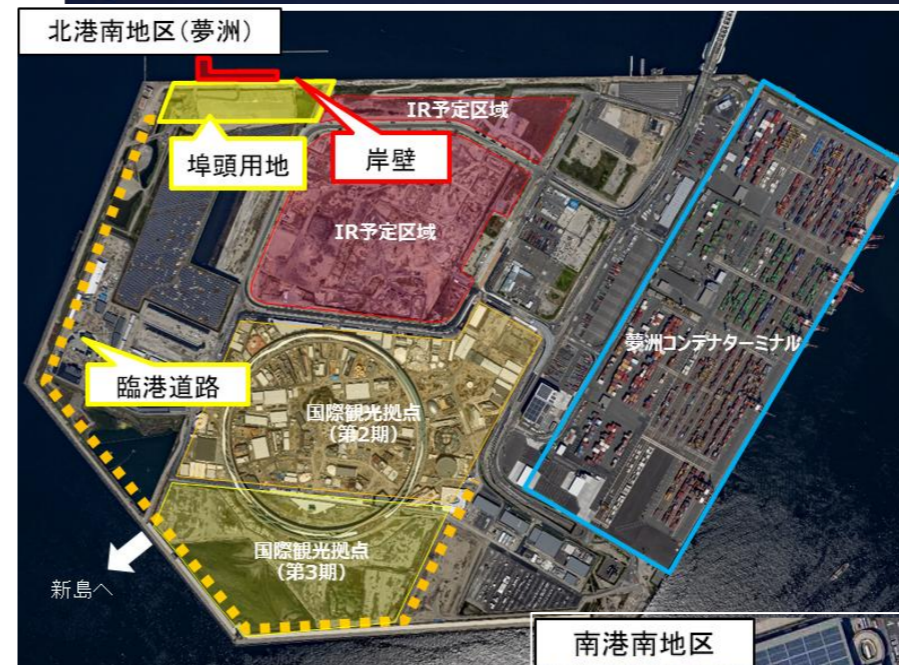 北港南地区(夢洲)
IR予定区域
埠頭用地
岸壁
IR予定区域
夢洲コンテナターミナル
臨港道路
国際観光拠点
(第2期)
国際観光拠点
(第3期)
新島へ
南港南地区